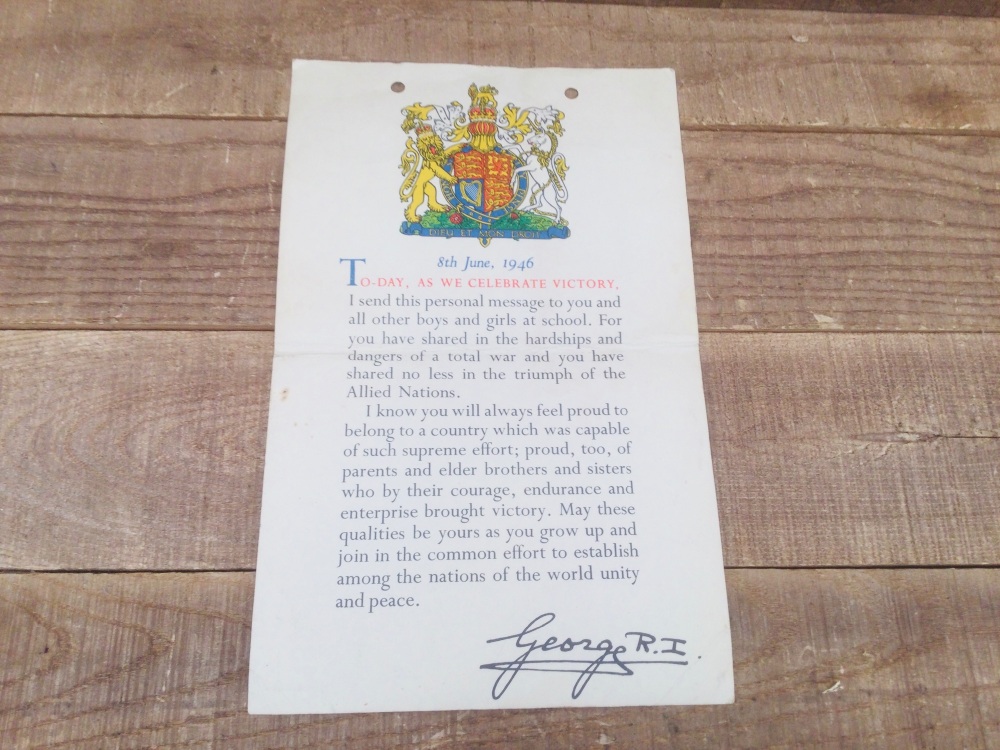 DIEU ET MON DROIT
8th June, 1946
TO-DAY, AS WE CELEBRATE VICTORY,
I send this personal message to you and
all other boys and girls at school. For
you have shared in the hardships and
dangers of a total war and you have
shared no less in the triumph of the
Allied Nations.
I know you will always feel proud to
belong to a country which was capable
of such supreme effort; proud, too, of
parents and elder brothers and sisters
who by their courage, endurance and
enterprise brought victory. May these
qualities be yours as you grow up and
join in the common effort to establish
among the nations of the world unity
and peace.
George R.I.